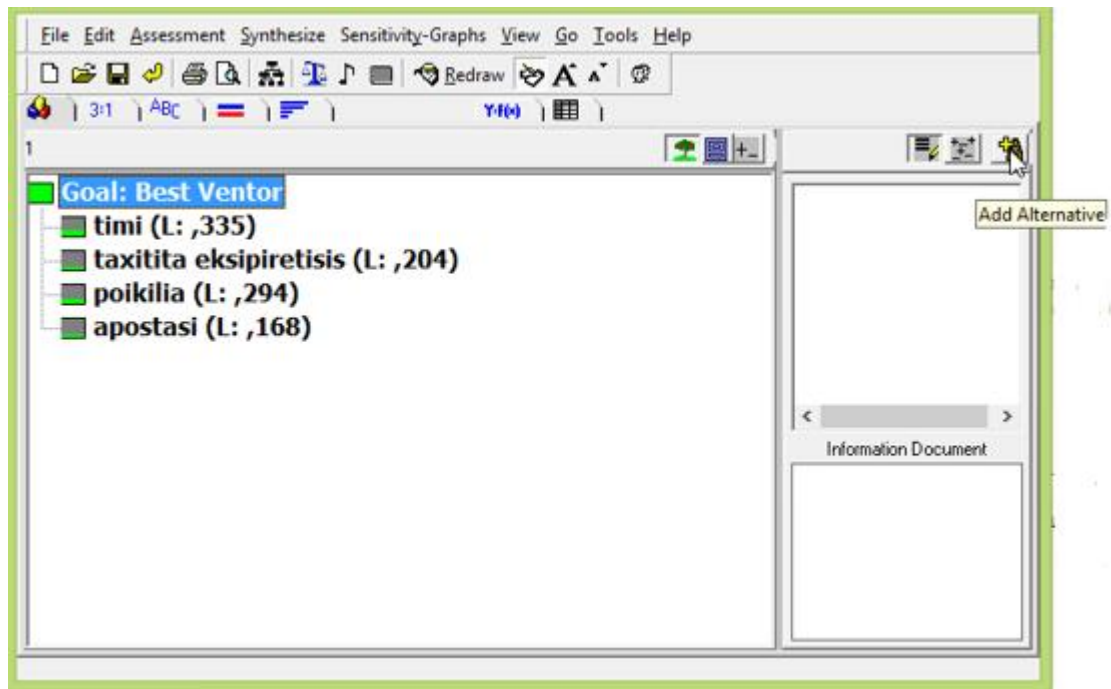 File Edit Assessment Synthesize Sensitivity-Graphs View Go Tools Help
Redraw A A
3:1 ABC Y=f(x)
1
Goal: Best Ventor
timi (L: ,335)
taxitita eksipiretisis (L: ,204)
poikilia (L: ,294)
apostasi (L: ,168)
Add Alternative
Information Document